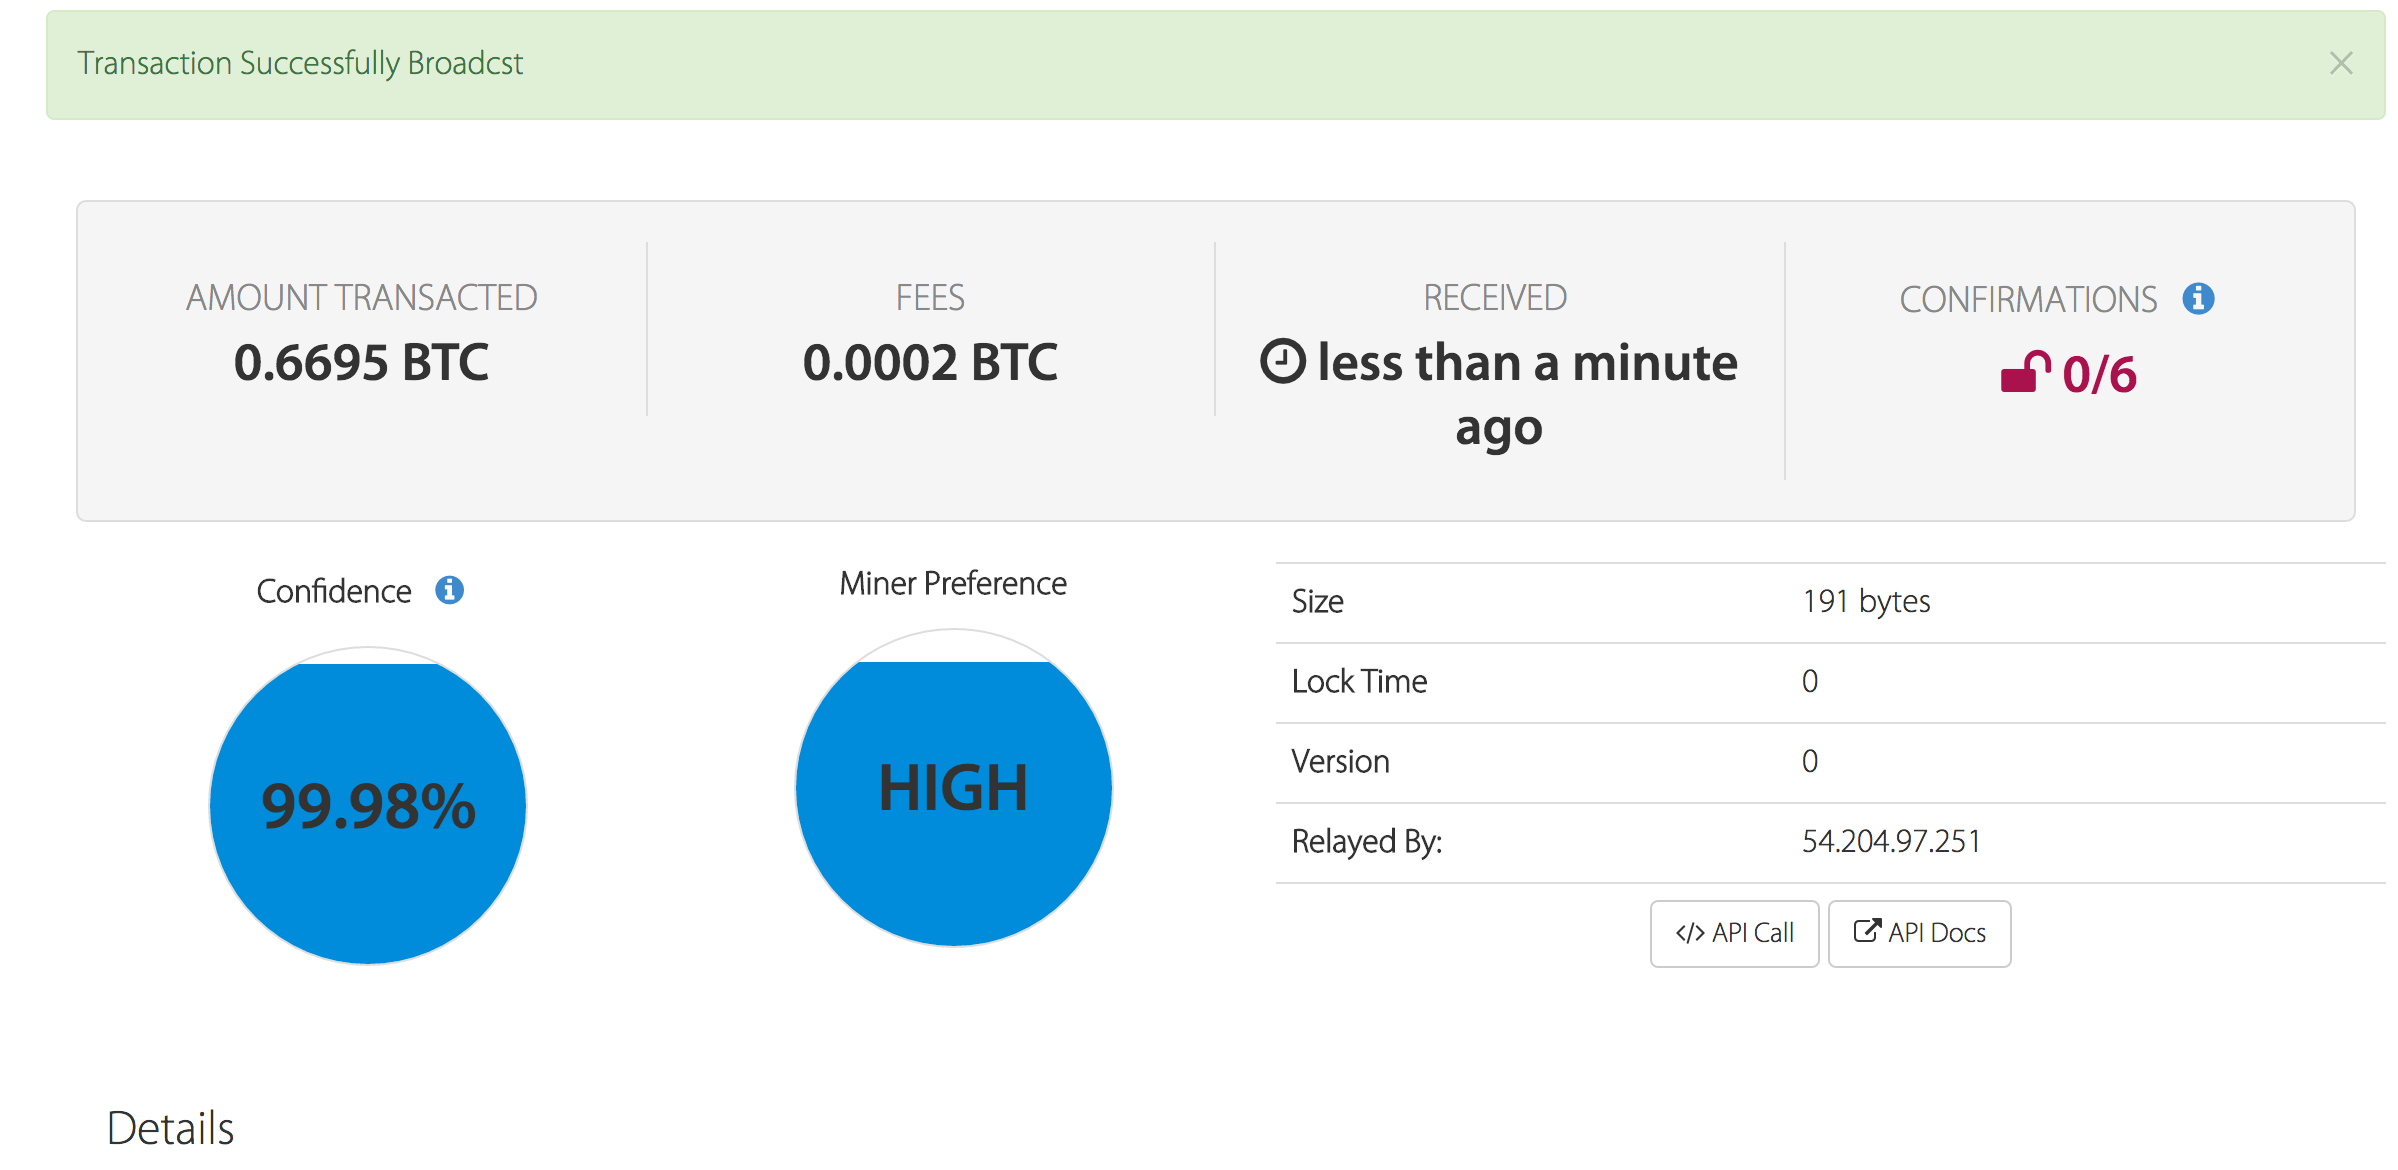 Transaction Successfully Broadcst
AMOUNT TRANSACTED
0.6695 BTC
FEES
0.0002 BTC
RECEIVED
less than a minute
ago
CONFIRMATIONS
0/6
Confidence
99.98%
Miner Preference
HIGH
Size 191 bytes
Lock Time 0
Version 0
Relayed By: 54.204.97.251
</> API Call
API Docs
Details